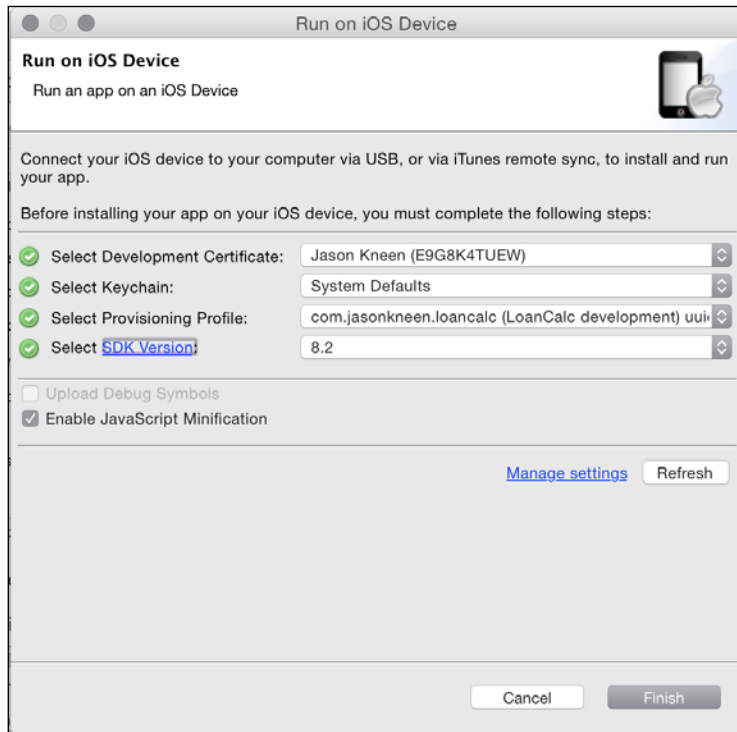 Run on iOS Device
Run on iOS Device
Run an app on an iOS Device
Connect your iOS device to your computer via USB, or via iTunes remote sync, to install and run
your app.
Before installing your app on your iOS device, you must complete the following steps:
Select Development Certificate: Jason Kneen (E9G8K4TUEW)
Select Keychain: System Defaults
Select Provisioning Profile: com.jasonkneen.loancalc (LoanCalc development) uui
Select SDK Version: 8.2
Upload Debug Symbols
Enable JavaScript Minification
Manage settings Refresh
Cancel Finish